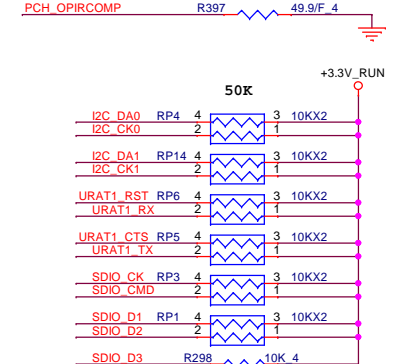 PCH_OPIRCOMP R397 49.9/F_4
+3.3V_RUN
50K
I2C_DA0 RP4 4 3 10KX2
I2C_CK0 2 1
I2C_DA1 RP14 4 3 10KX2
I2C_CK1 2 1
URAT1_RST RP6 4 3 10KX2
URAT1_RX 2 1
URAT1_CTS RP5 4 3 10KX2
URAT1_TX 2 1
SDIO_CK RP3 4 3 10KX2
SDIO_CMD 2 1
SDIO_D1 RP1 4 3 10KX2
SDIO_D2 2 1
SDIO_D3 R298 10K_4